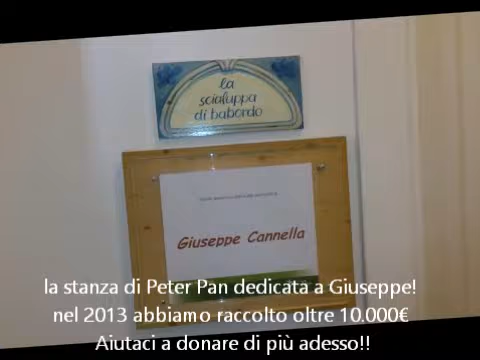 la
scialuppa
di babordo
Giuseppe Cannella
la stanza di Peter Pan dedicata a Giuseppe!
nel 2013 abbiamo raccolto oltre 10.000€
Aiutaci a donare di più adesso!!